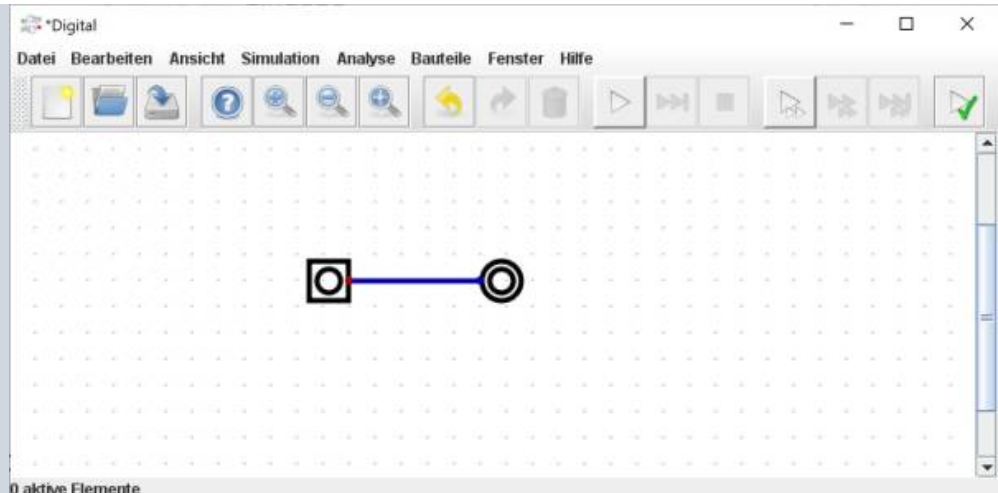 *Digital
Datei Bearbeiten Ansicht Simulation Analyse Bauteile Fenster Hilfe
0 aktive Elemente